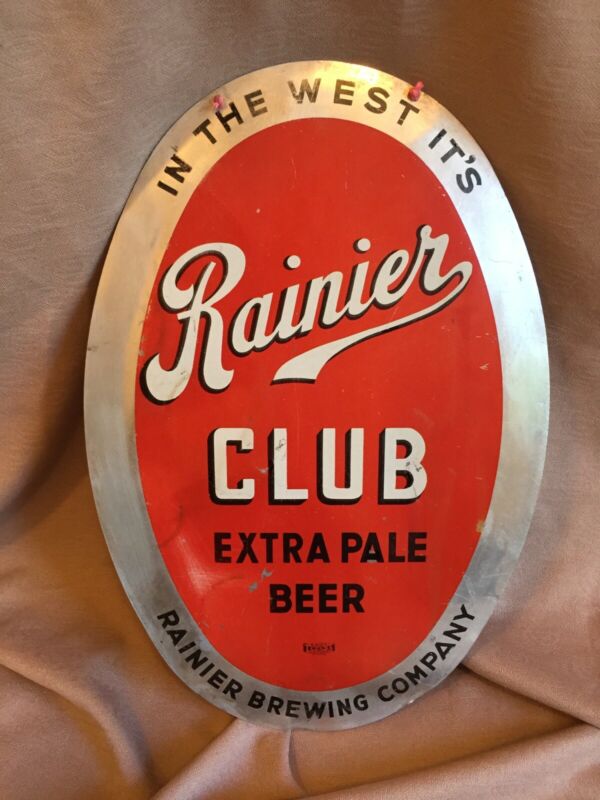 IN THE WEST IT'S
Rainier
CLUB
EXTRA PALE
BEER
RAINIER BREWING COMPANY